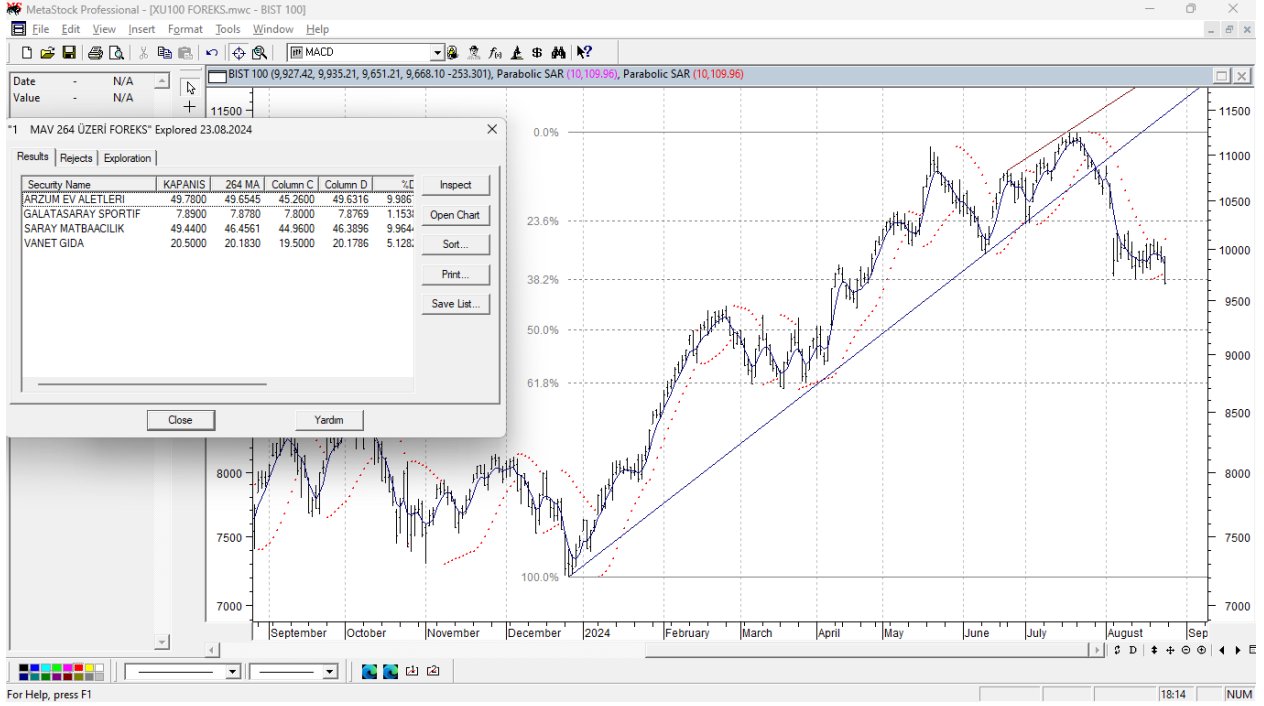 MetaStock Professional - [XU100 FOREKS.mwc - BIST 100]
File Edit View Insert Format Tools Window Help
MACD
Date - N/A
Value - N/A
BIST 100 (9,927.42, 9,935.21, 9,651.21, 9,668.10 -253.301), Parabolic SAR (10,109.96), Parabolic SAR (10,109.96)
"1 MAV 264 ÜZERİ FOREKS" Explored 23.08.2024
Results Rejects Exploration
Security Name KAPANIS 264 MA Column C Column D
ARZUM EV ALETLERI 49.7800 49.6545 45.2600 49.6316
GALATASARAY SPORTIF 7.8900 7.8780 7.8000 7.8769
SARAY MATBAACILIK 49.4400 46.4561 44.9600 46.3896
VANET GIDA 20.5000 20.1830 19.5000 20.1786
Inspect
Open Chart
Sort...
Print...
Save List...
Close Yardım
11500
8000
7500
7000
0.0%
23.6%
38.2%
50.0%
61.8%
100.0%
11500
11000
10500
10000
9500
9000
8500
8000
7500
7000
September October November December 2024 February March April May June July August Sep
For Help, press F1
18:14 NUM